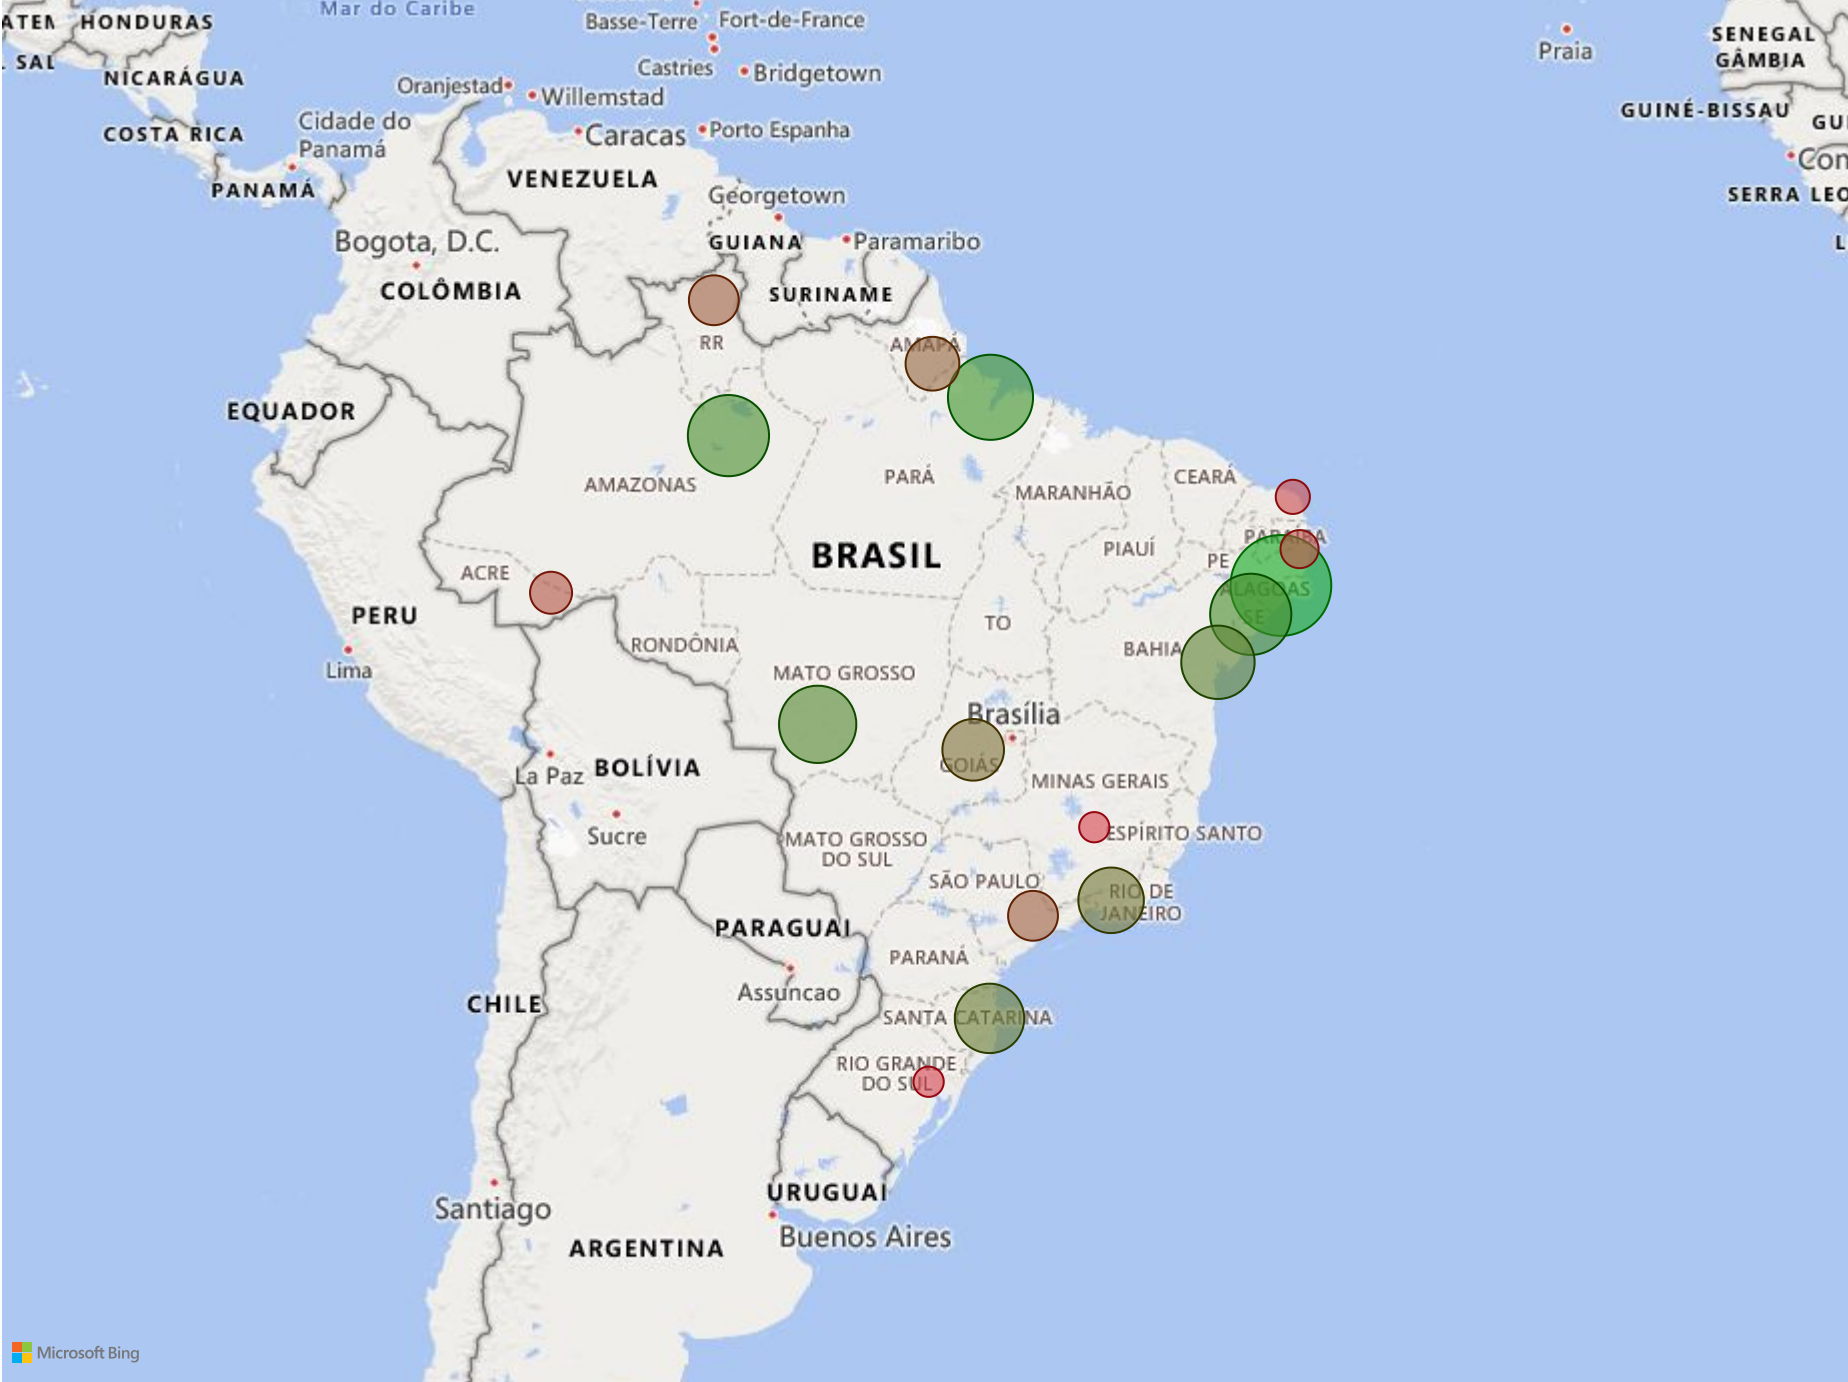 Mar do Caribe
HONDURAS
Basse-Terre
Fort-de-France
SENEGAL
GÂMBIA
Praia
NICARÁGUA
Castries
Bridgetown
Oranjestad
Willemstad
GUINÉ-BISSAU
COSTA RICA
Cidade do
Panamá
Caracas
Porto Espanha
PANAMÁ
VENEZUELA
SERRA LEO
Georgetown
Bogota, D.C.
GUIANA
Paramaribo
COLÔMBIA
SURINAME
RR
AMAPÁ
EQUADOR
AMAZONAS
PARÁ
MARANHÃO
CEARÁ
BRASIL
PARAÍBA
PIAUÍ
PE
ACRE
ALAGOAS
PERU
SE
TO
RONDÔNIA
BAHIA
Lima
MATO GROSSO
Brasília
La Paz
BOLÍVIA
GOIÁS
MINAS GERAIS
Sucre
MATO GROSSO
DO SUL
ESPÍRITO SANTO
SÃO PAULO
RIO DE
JANEIRO
PARAGUAI
PARANÁ
Assuncao
CHILE
SANTA CATARINA
RIO GRANDE
DO SUL
URUGUAI
Santiago
Buenos Aires
ARGENTINA
Microsoft Bing